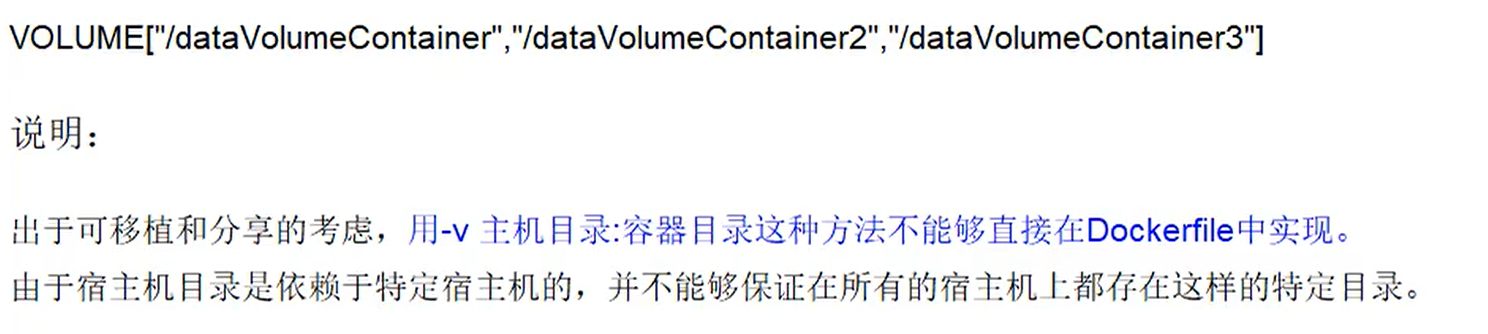 VOLUME["/dataVolumeContainer","/dataVolumeContainer2","/dataVolumeContainer3"]
说明：
出于可移植和分享的考虑，用-v 主机目录:容器目录这种方法不能够直接在Dockerfile中实现。
由于宿主机目录是依赖于特定宿主机的，并不能够保证在所有的宿主机上都存在这样的特定目录。